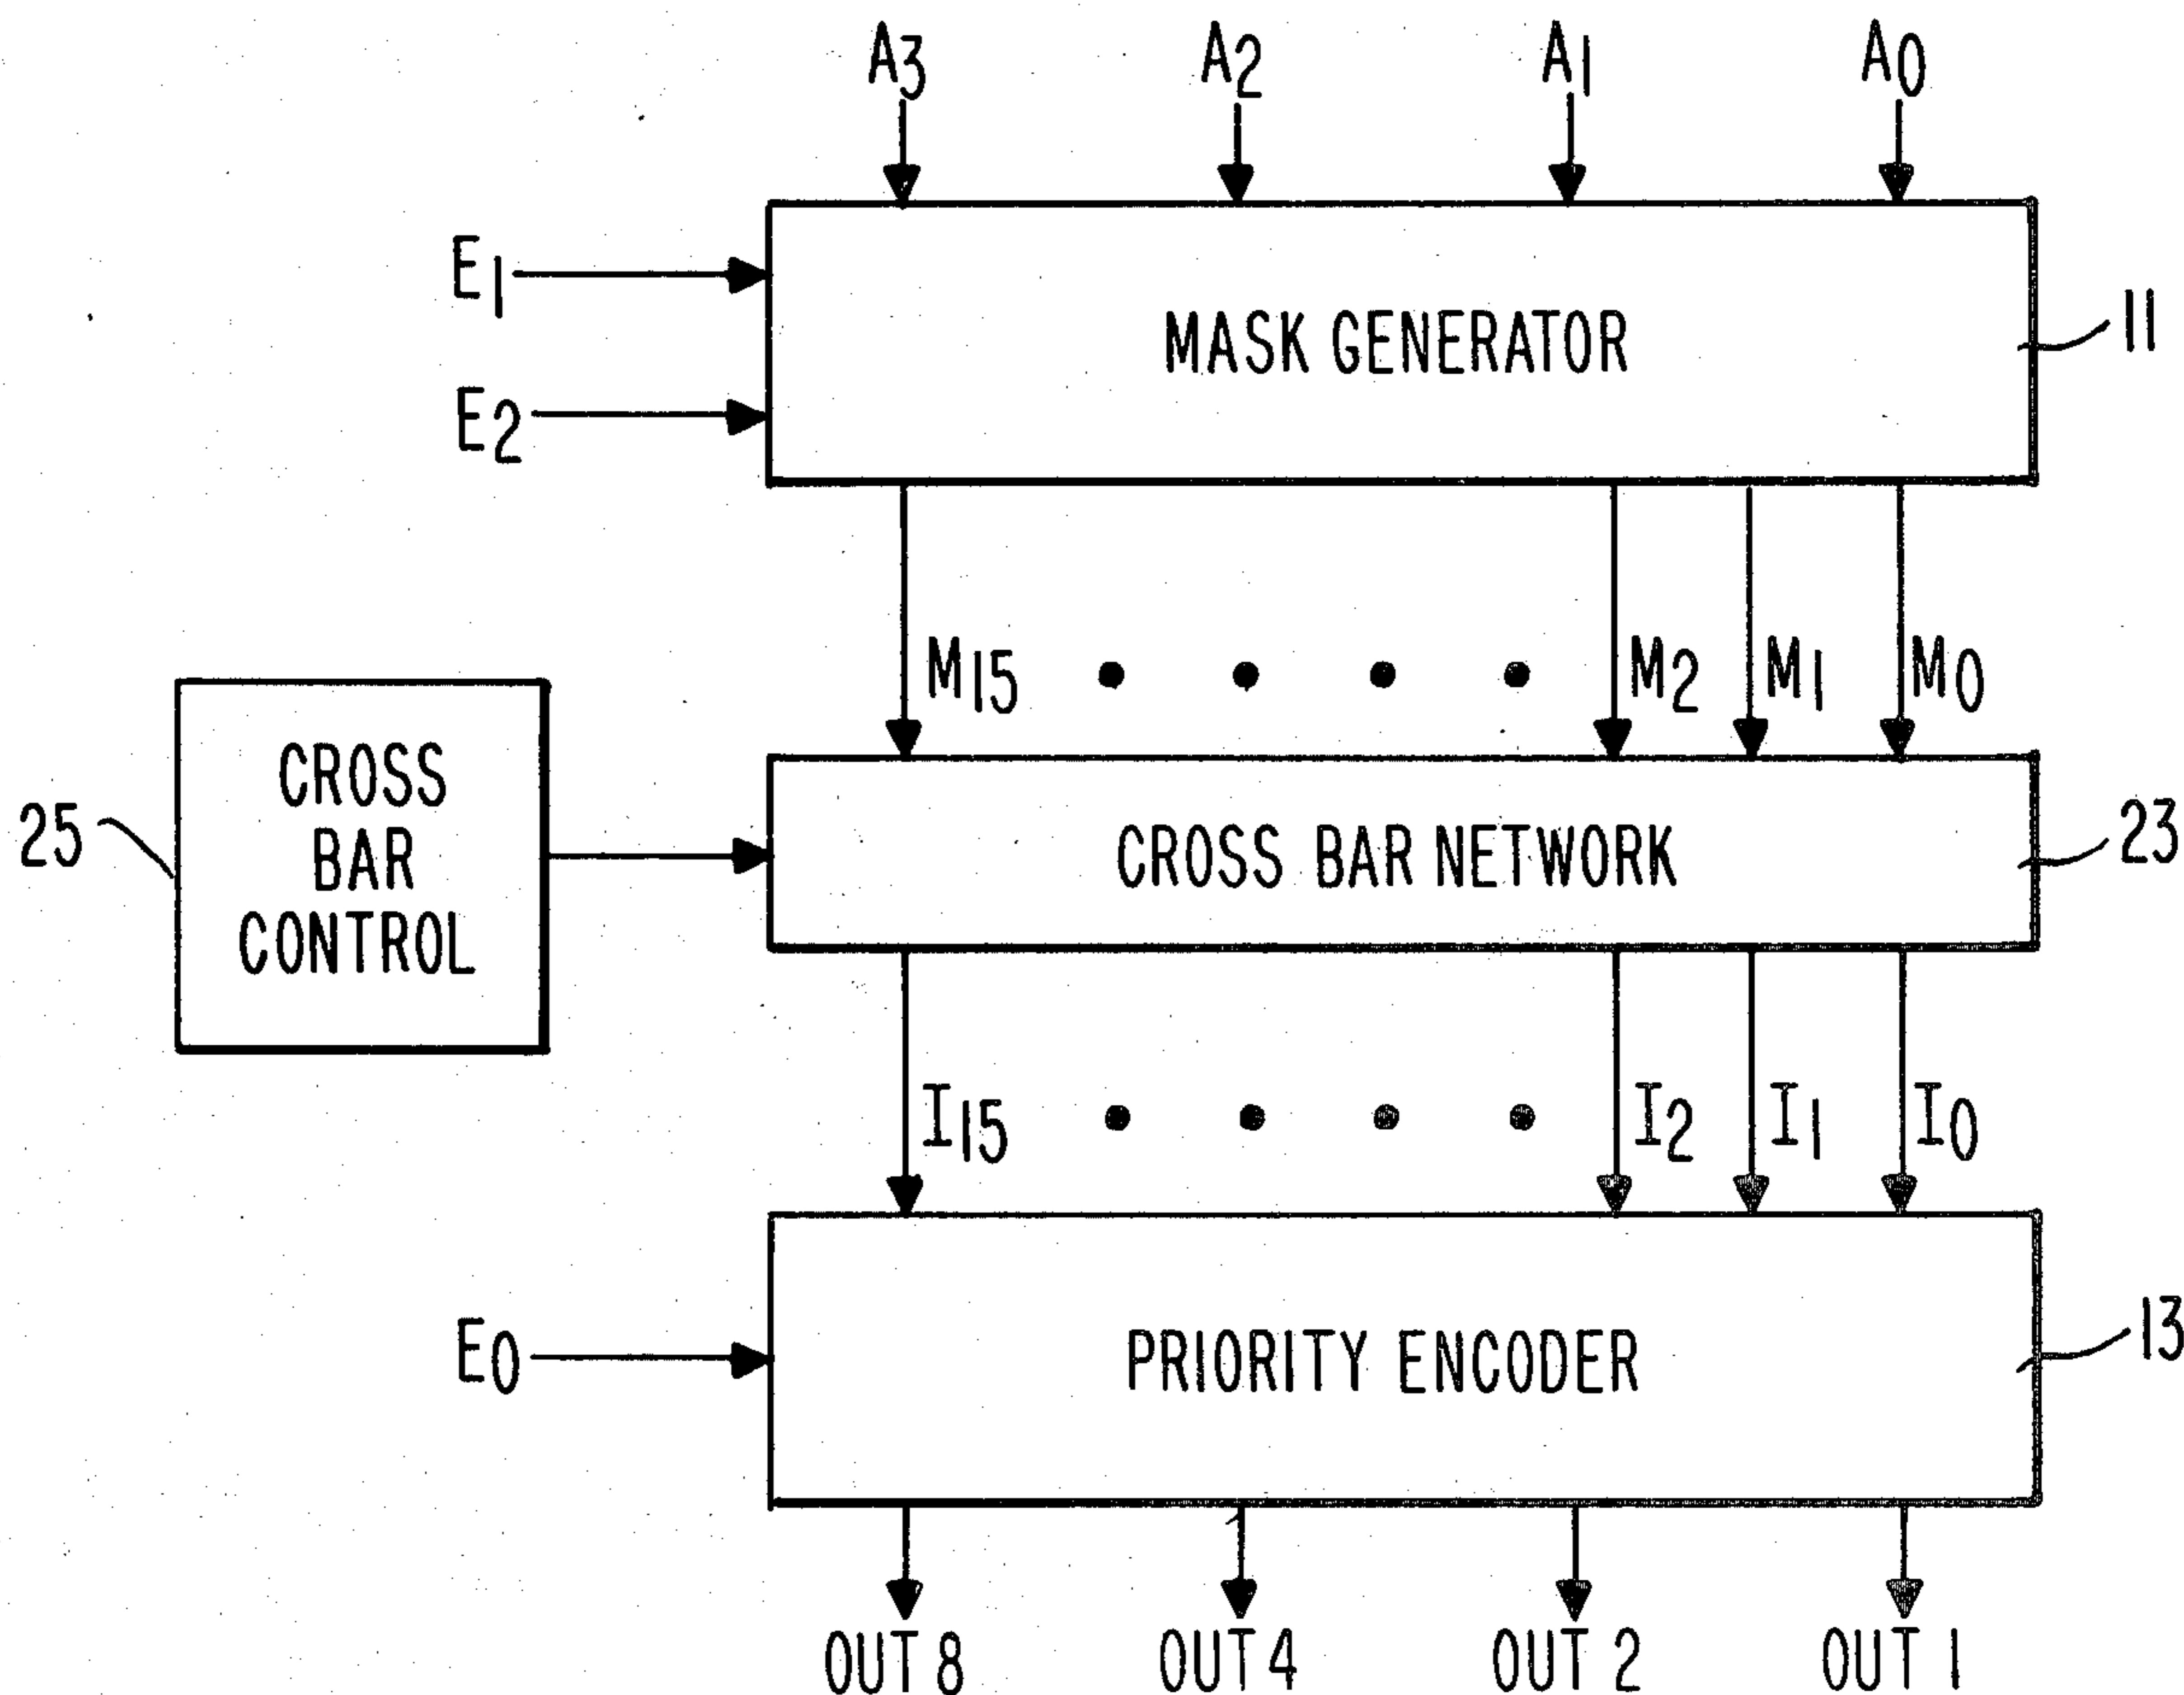 A3 A2 A1 A0
E1
MASK GENERATOR
11
E2
M15 M2 M1 M0
CROSS
BAR
CONTROL
25
CROSS BAR NETWORK
23
I15 I2 I1 I0
E0
PRIORITY ENCODER
13
OUT 8 OUT 4 OUT 2 OUT 1